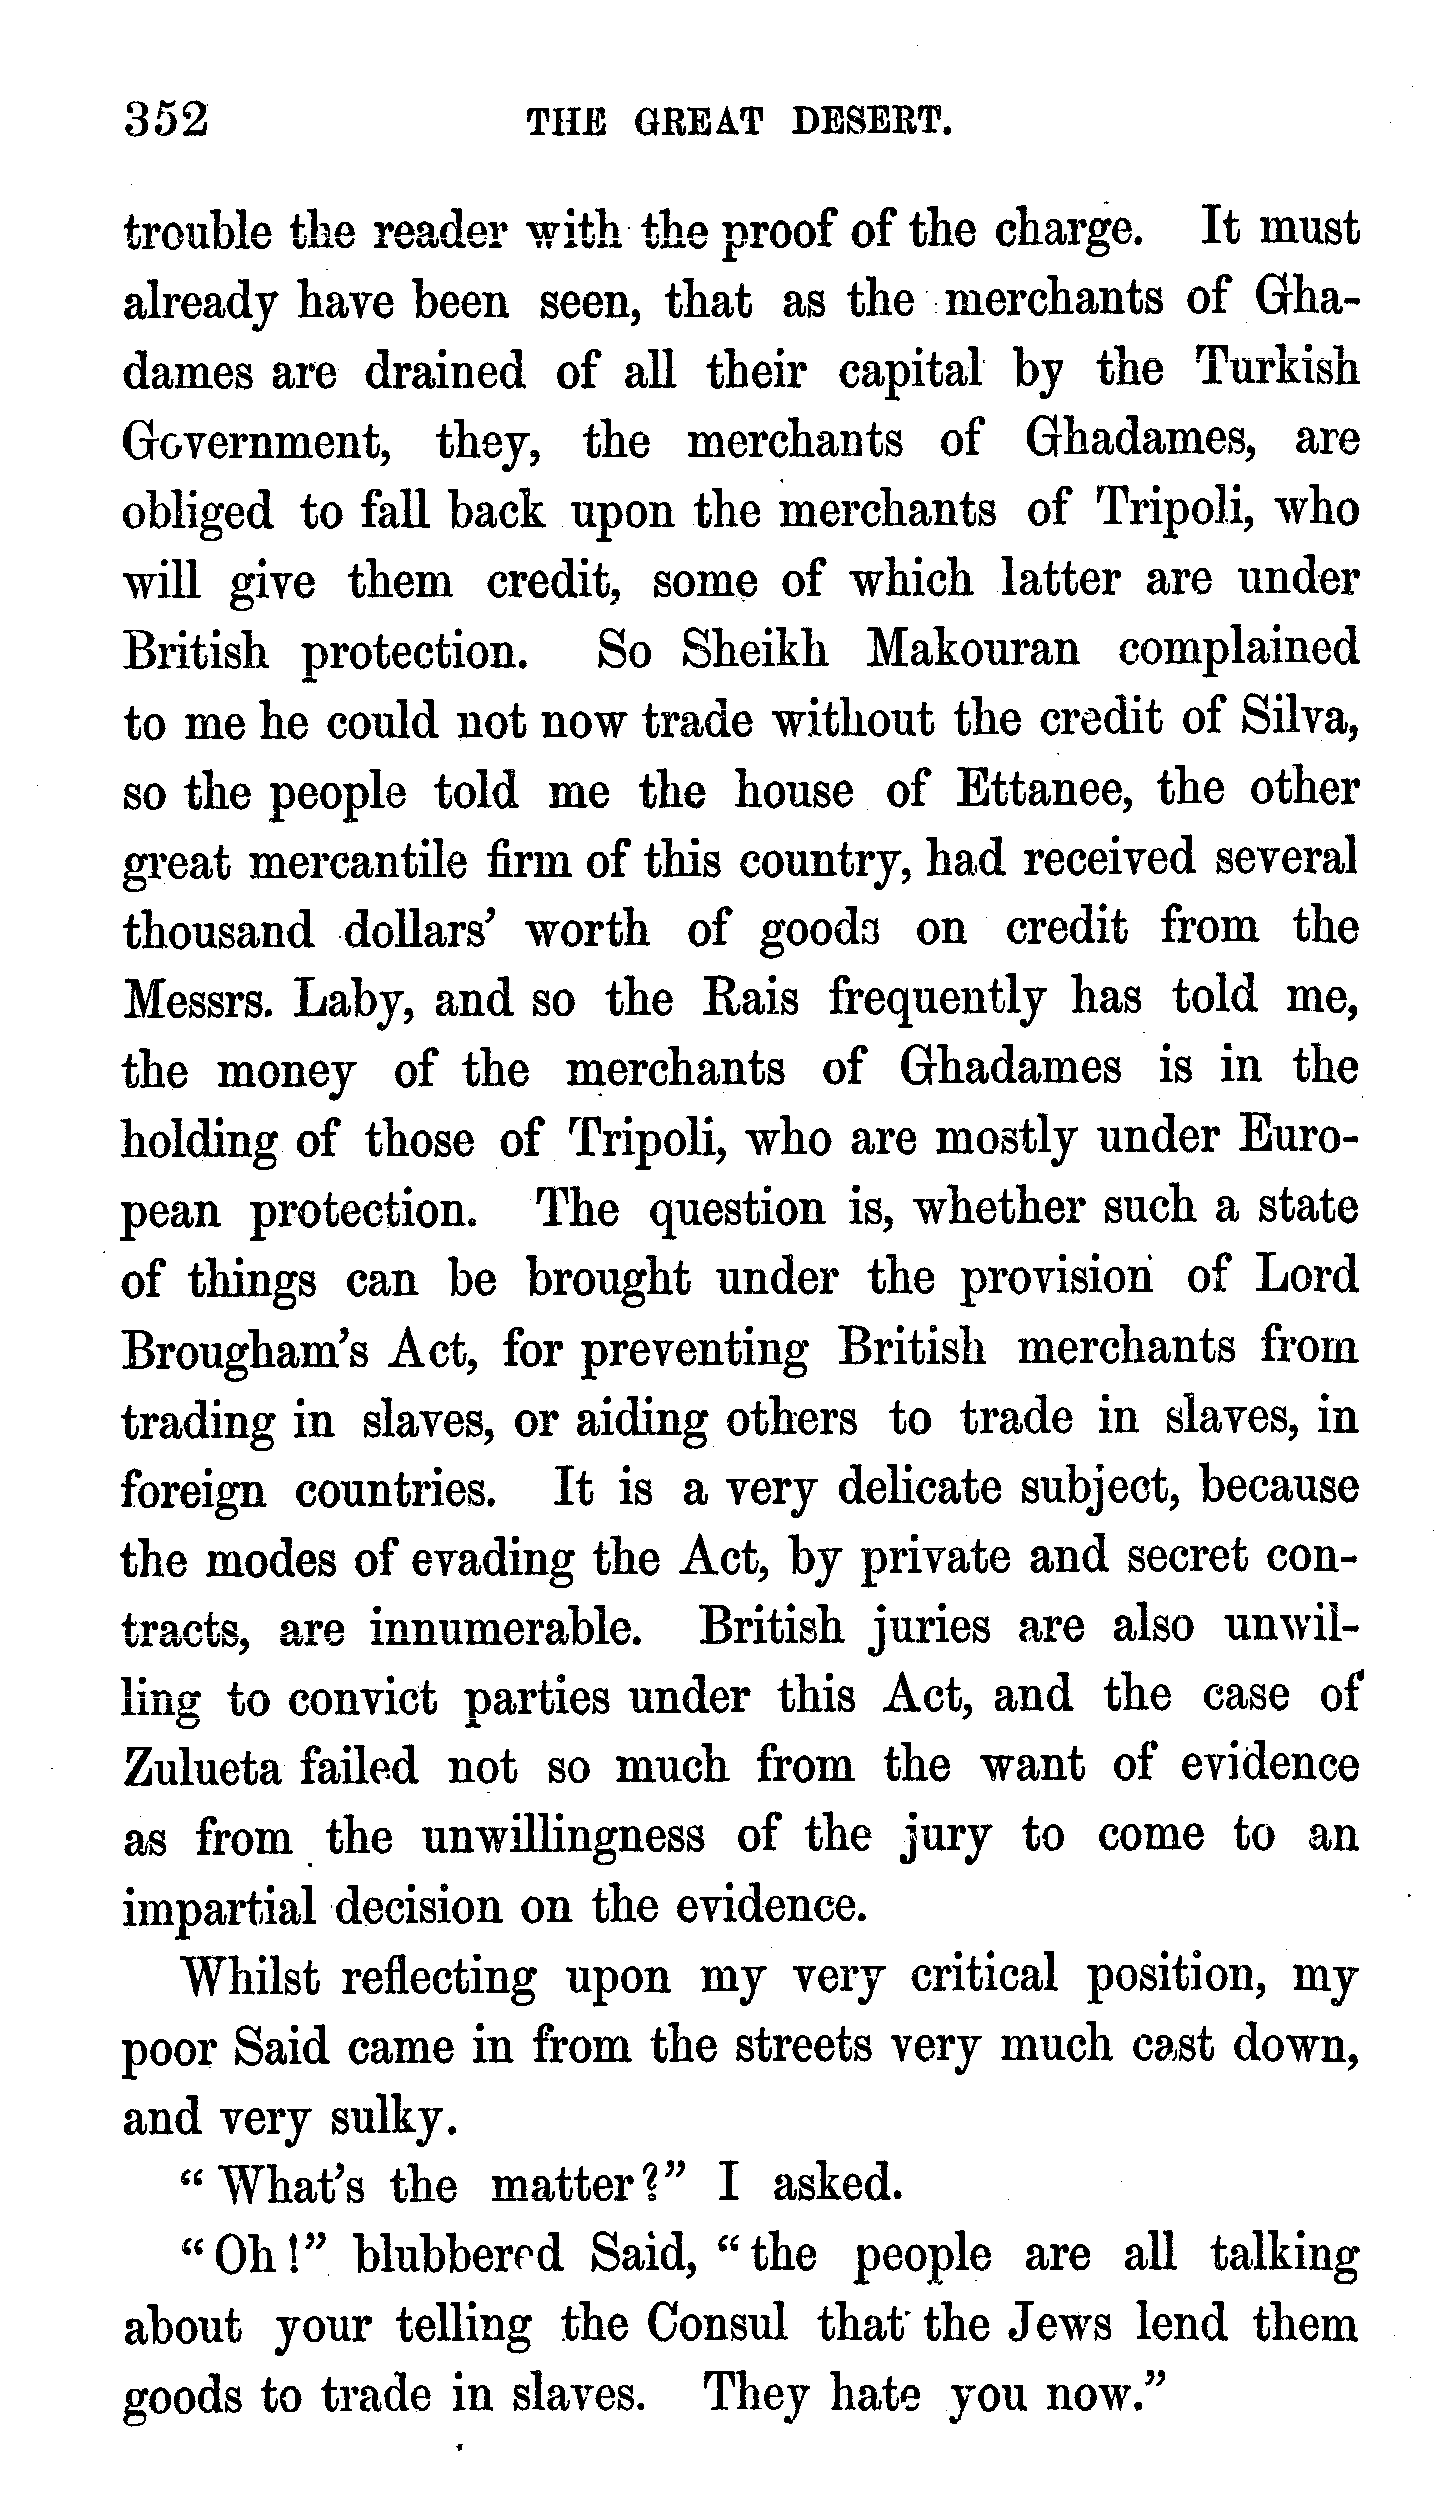 352 THE GREAT DESERT.
trouble the reader with the proof of the charge. It must
already have been seen, that as the merchants of Gha-
dames are drained of all their capital by the Turkish
Government, they, the merchants of Ghadames, are
obliged to fall back upon the merchants of Tripoli, who
will give them credit, some of which latter are under
British protection. So Sheikh Makouran complained
to me he could not now trade without the credit of Silva,
so the people told me the house of Ettanee, the other
great mercantile firm of this country, had received several
thousand dollars’ worth of goods on credit from the
Messrs. Laby, and so the Rais frequently has told me,
the money of the merchants of Ghadames is in the
holding of those of Tripoli, who are mostly under Euro-
pean protection. The question is, whether such a state
of things can be brought under the provision of Lord
Brougham’s Act, for preventing British merchants from
trading in slaves, or aiding others to trade in slaves, in
foreign countries. It is a very delicate subject, because
the modes of evading the Act, by private and secret con-
tracts, are innumerable. British juries are also unwil-
ling to convict parties under this Act, and the case of
Zulueta failed not so much from the want of evidence
as from the unwillingness of the jury to come to an
impartial decision on the evidence.
Whilst reflecting upon my very critical position, my
poor Said came in from the streets very much cast down,
and very sulky.
“What’s the matter?” I asked.
“Oh!” blubbered Said, “the people are all talking
about your telling the Consul that the Jews lend them
goods to trade in slaves. They hate you now.”